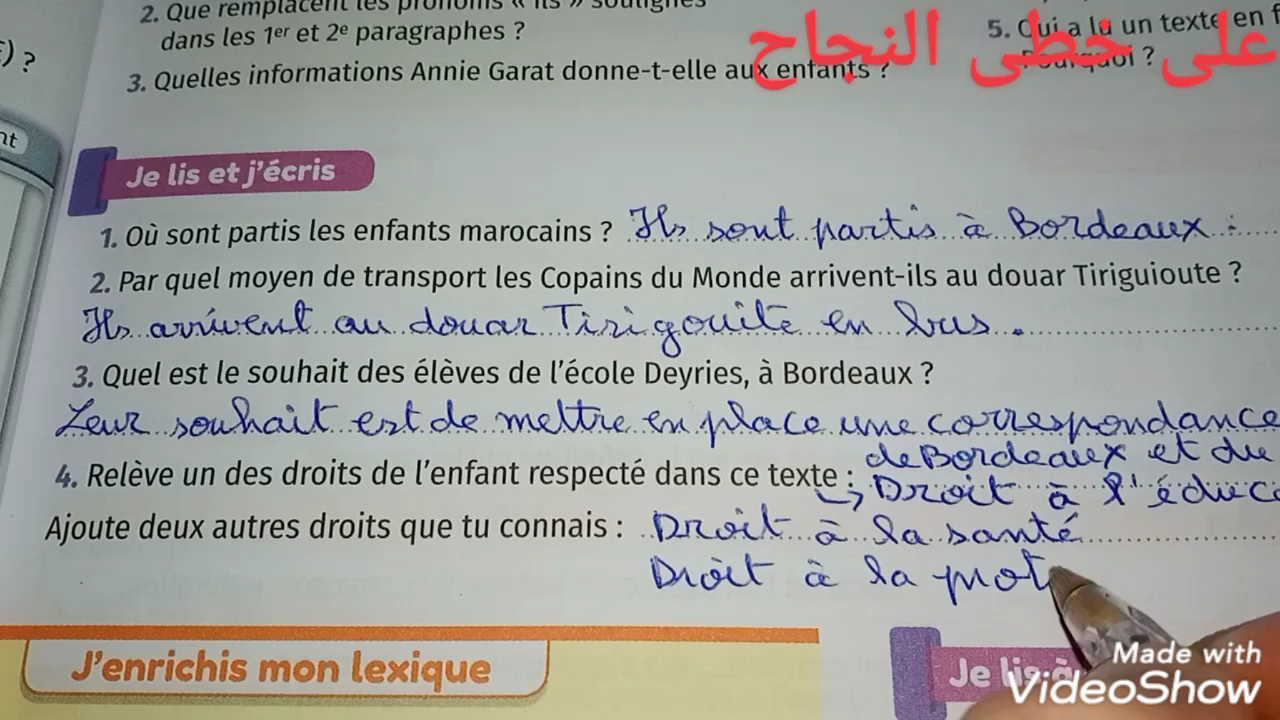 2. Que remplacent les pronoms « ils » soulignés
dans les 1er et 2e paragraphes ?
3. Quelles informations Annie Garat donne-t-elle aux enfants ?
) ?
5. Qui a lu un texte en f
Pourquoi ?
على خطى النجاح
nt
Je lis et j'écris
1. Où sont partis les enfants marocains ? Ils sont partis à Bordeaux.
2. Par quel moyen de transport les Copains du Monde arrivent-ils au douar Tiriguioute ?
Ils arrivent au douar Tirigouite en bus.
3. Quel est le souhait des élèves de l'école Deyries, à Bordeaux ?
Leur souhait est de mettre en place une correspondance
de Bordeaux et du
4. Relève un des droits de l'enfant respecté dans ce texte : → Droit à l'éduca
Ajoute deux autres droits que tu connais : Droit à la santé
Droit à la prot
J'enrichis mon lexique
Je lis à
Made with
VideoShow